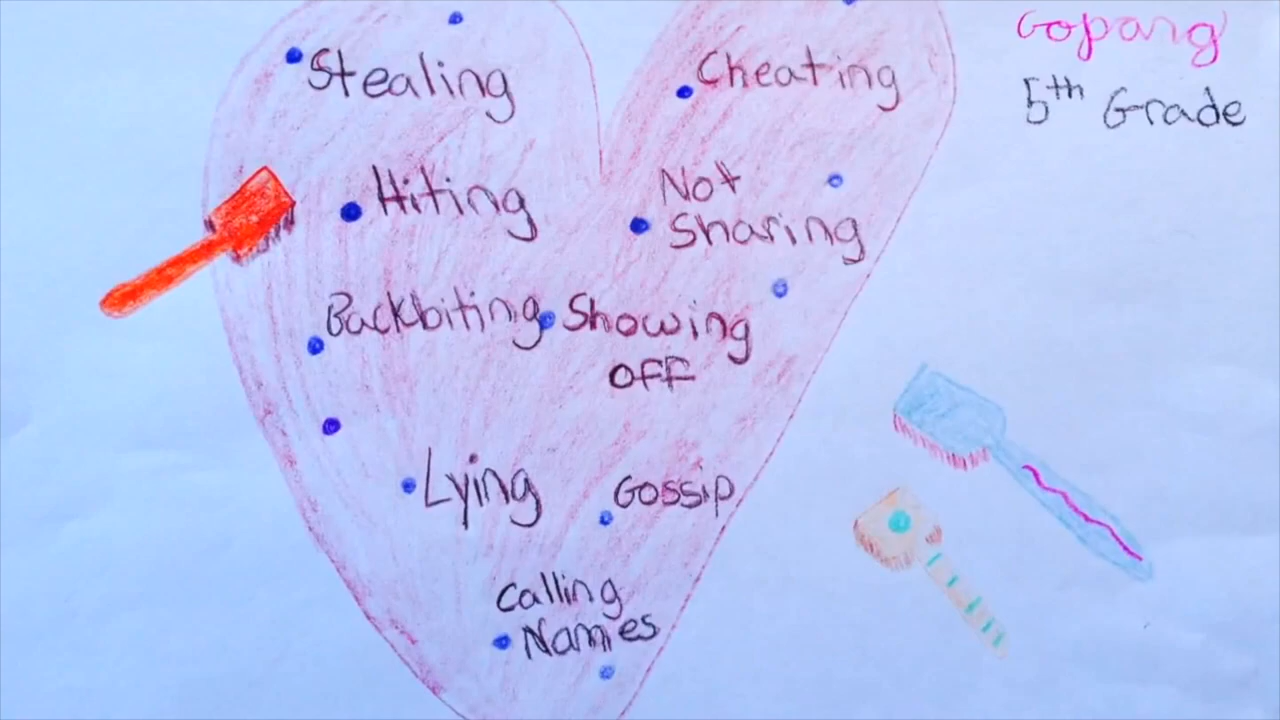 Gopang
5th Grade
Stealing
Cheating
Hiting
Not
Sharing
Backbiting
Showing
OFF
Lying
Gossip
Calling
Names